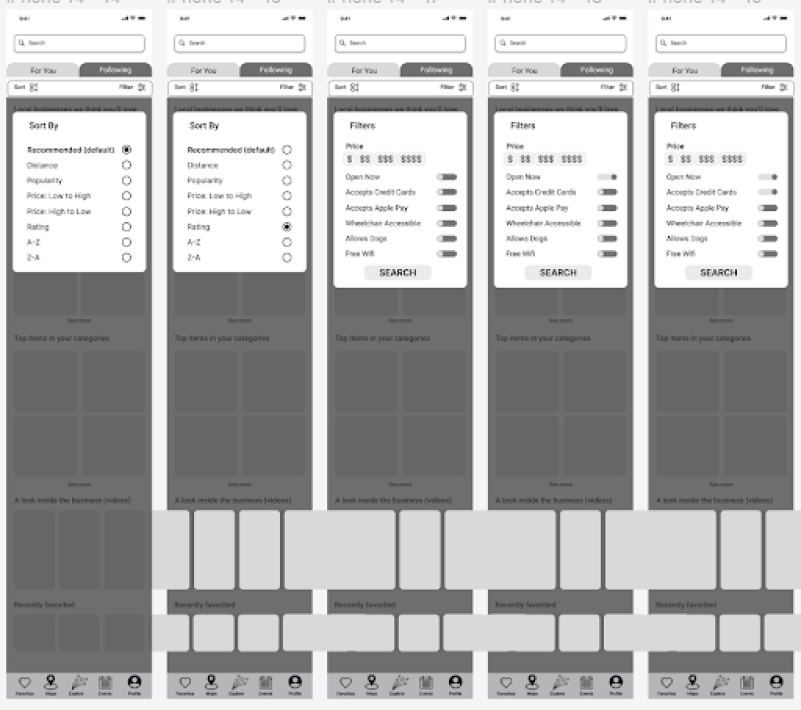 iPhone 14 - 14
9:41
Search
For You Following
Sort Filter
Local businesses we think you'll love
Sort By
Recommended (default)
Distance
Popularity
Price: Low to High
Price: High to Low
Rating
A-Z
Z-A
See more
Top items in your categories
See more
A look inside the business (videos)
Recently favorited
Favorites Maps Explore Events Profile
9:41
Search
For You Following
Sort Filter
Local businesses we think you'll love
Sort By
Recommended (default)
Distance
Popularity
Price: Low to High
Price: High to Low
Rating
A-Z
Z-A
See more
Top items in your categories
See more
A look inside the business (videos)
Recently favorited
Favorites Maps Explore Events Profile
iPhone 14 - 17
9:41
Search
For You Following
Sort Filter
Local businesses we think you'll love
Filters
Price
$ $$ $$$ $$$$
Open Now
Accepts Credit Cards
Accepts Apple Pay
Wheelchair Accessible
Allows Dogs
Free Wifi
SEARCH
See more
Top items in your categories
See more
A look inside the business (videos)
Recently favorited
Favorites Maps Explore Events Profile
9:41
Search
For You Following
Sort Filter
Local businesses we think you'll love
Filters
Price
$ $$ $$$ $$$$
Open Now
Accepts Credit Cards
Accepts Apple Pay
Wheelchair Accessible
Allows Dogs
Free Wifi
SEARCH
See more
Top items in your categories
See more
A look inside the business (videos)
Recently favorited
Favorites Maps Explore Events Profile
9:41
Search
For You Following
Sort Filter
Local businesses we think you'll love
Filters
Price
$ $$ $$$ $$$$
Open Now
Accepts Credit Cards
Accepts Apple Pay
Wheelchair Accessible
Allows Dogs
Free Wifi
SEARCH
See more
Top items in your categories
See more
A look inside the business (videos)
Recently favorited
Favorites Maps Explore Events Profile